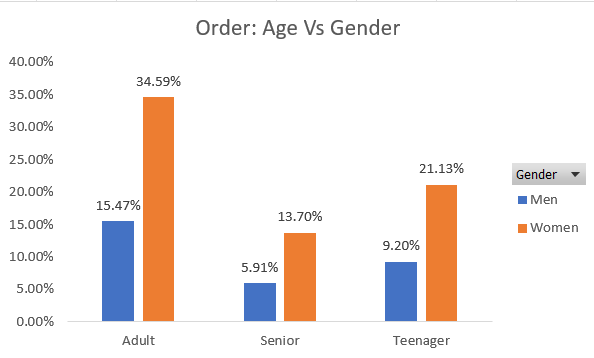 Order: Age Vs Gender
40.00%
35.00%
30.00%
25.00%
20.00%
15.00%
10.00%
5.00%
0.00%
15.47%
34.59%
5.91%
13.70%
9.20%
21.13%
Adult
Senior
Teenager
Gender
Men
Women